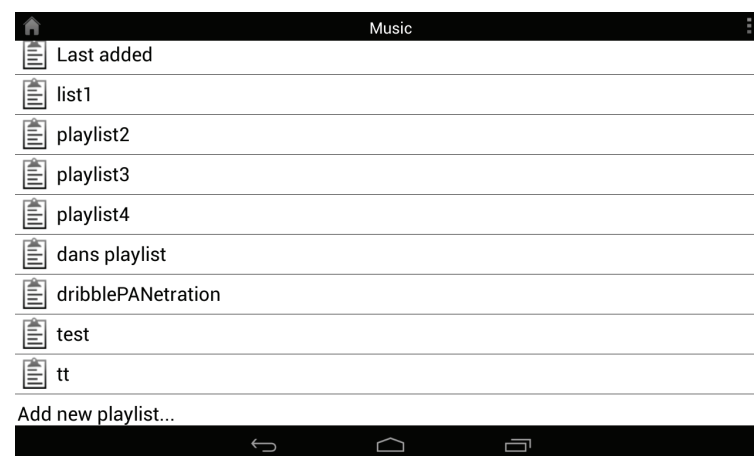 Music
Last added
list1
playlist2
playlist3
playlist4
dans playlist
dribblePANetration
test
tt
Add new playlist...